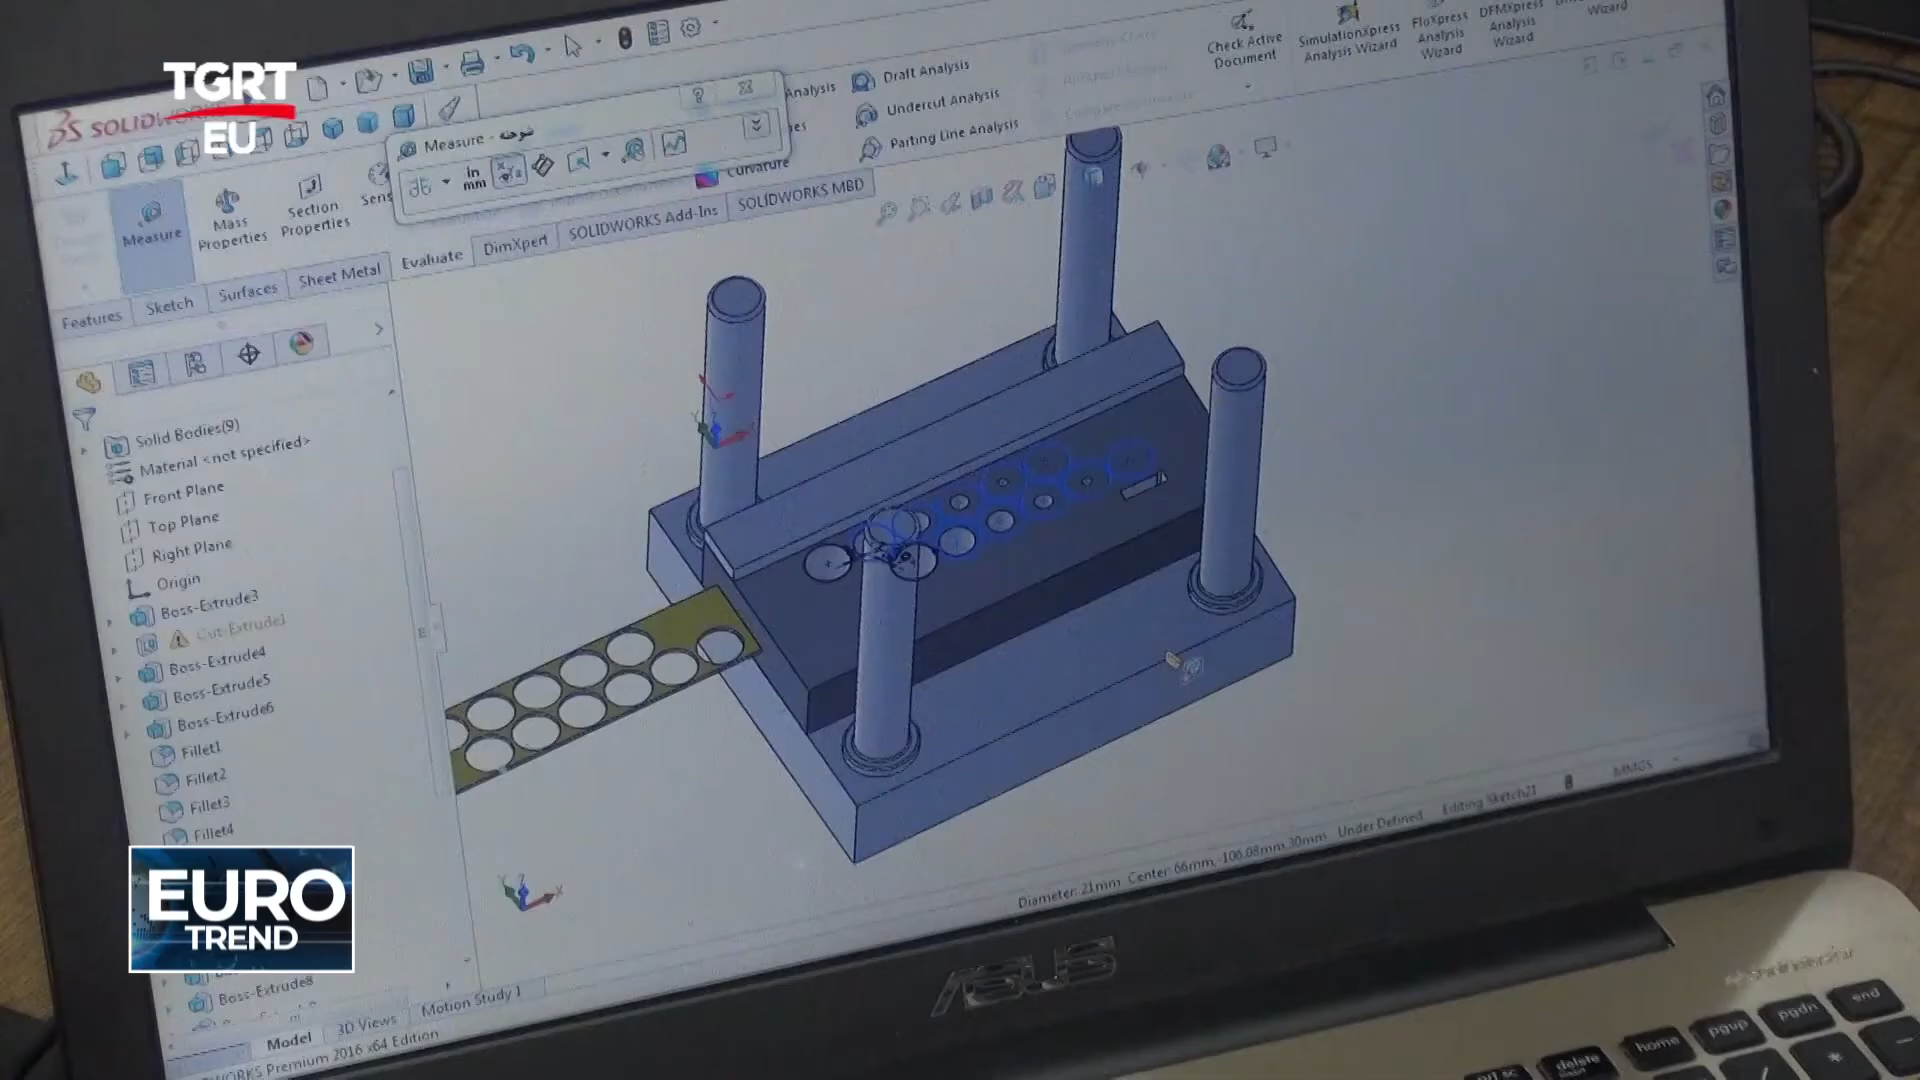 TGRT
EU
SOLIDW
Measure - شوحته
in
mm
Analysis
Draft Analysis
Undercut Analysis
Parting Line Analysis
Curvature
Check Active
Document
SimulationXpress
Analysis Wizard
FloXpress
Analysis
Wizard
DFMXpress
Analysis
Wizard
Wizard
Measure
Mass
Properties
Section
Properties
Sens
Features
Sketch
Surfaces
Sheet Metal
Evaluate
DimXpert
SOLIDWORKS Add-Ins
SOLIDWORKS MBD
Solid Bodies(9)
Material <not specified>
Front Plane
Top Plane
Right Plane
Origin
Boss-Extrude3
Cut-Extrude1
Boss-Extrude4
Boss-Extrude5
Boss-Extrude6
Fillet1
Fillet2
Fillet3
Fillet4
EURO
TREND
Boss-Extrude8
Model
3D Views
Motion Study 1
WORKS Premium 2016 x64 Edition
Diameter: 21mm Center: 66mm, -106.08mm, 30mm Under Defined Editing Sketch21
MMGS
ASUS
delete
home
pgup
pgdn
end